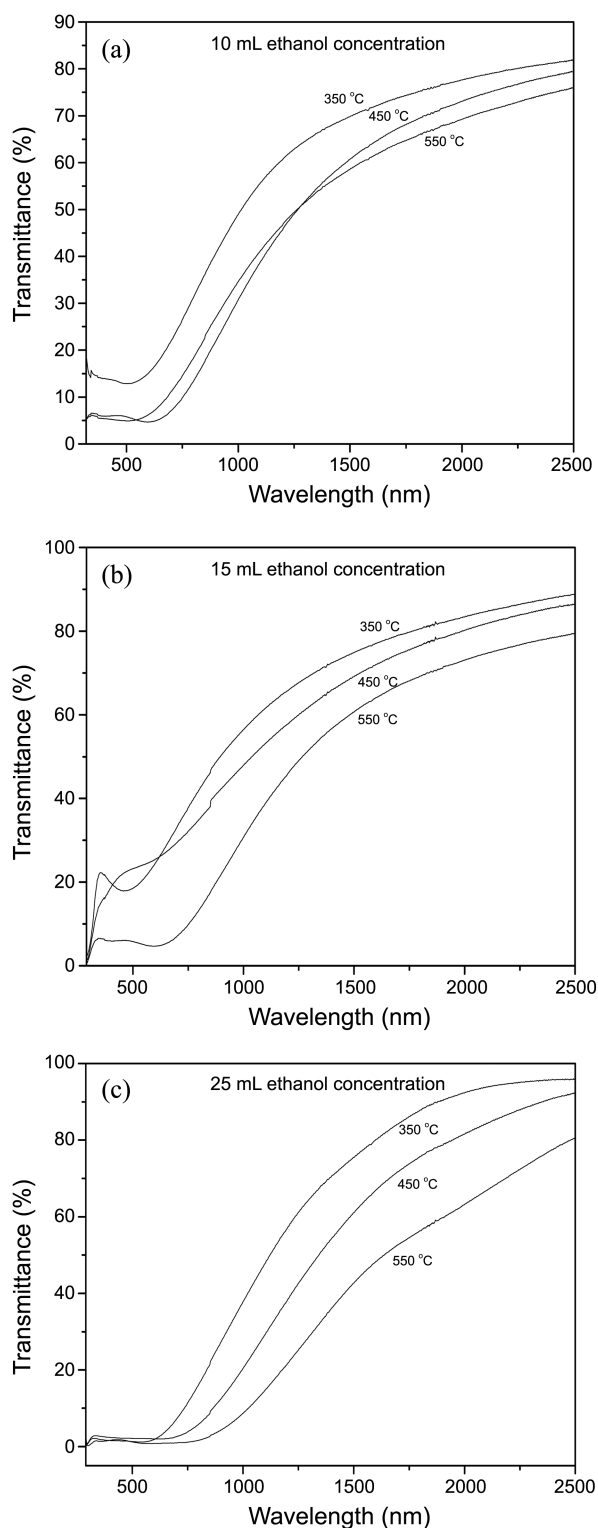 (a)
10 mL ethanol concentration
Transmittance (%)
90
80
70
60
50
40
30
20
10
0
350 °C
450 °C
550 °C
500
1000
1500
2000
2500
Wavelength (nm)
(b)
15 mL ethanol concentration
Transmittance (%)
100
80
60
40
20
0
350 °C
450 °C
550 °C
500
1000
1500
2000
2500
Wavelength (nm)
(c)
25 mL ethanol concentration
Transmittance (%)
100
80
60
40
20
0
350 °C
450 °C
550 °C
500
1000
1500
2000
2500
Wavelength (nm)